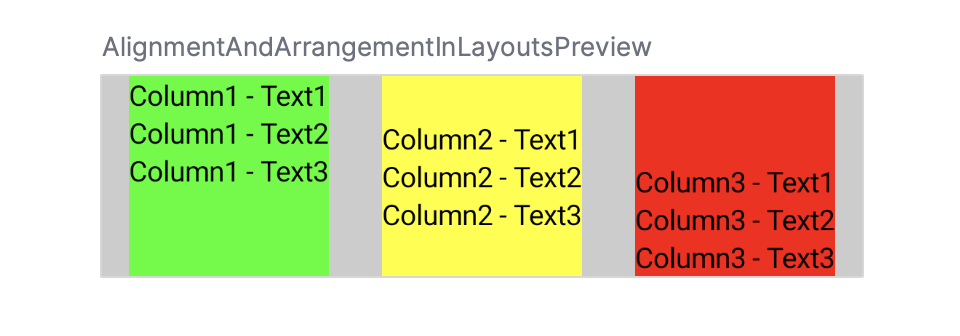 AlignmentAndArrangementInLayoutsPreview
Column1 - Text1
Column1 - Text2
Column1 - Text3
Column2 - Text1
Column2 - Text2
Column2 - Text3
Column3 - Text1
Column3 - Text2
Column3 - Text3